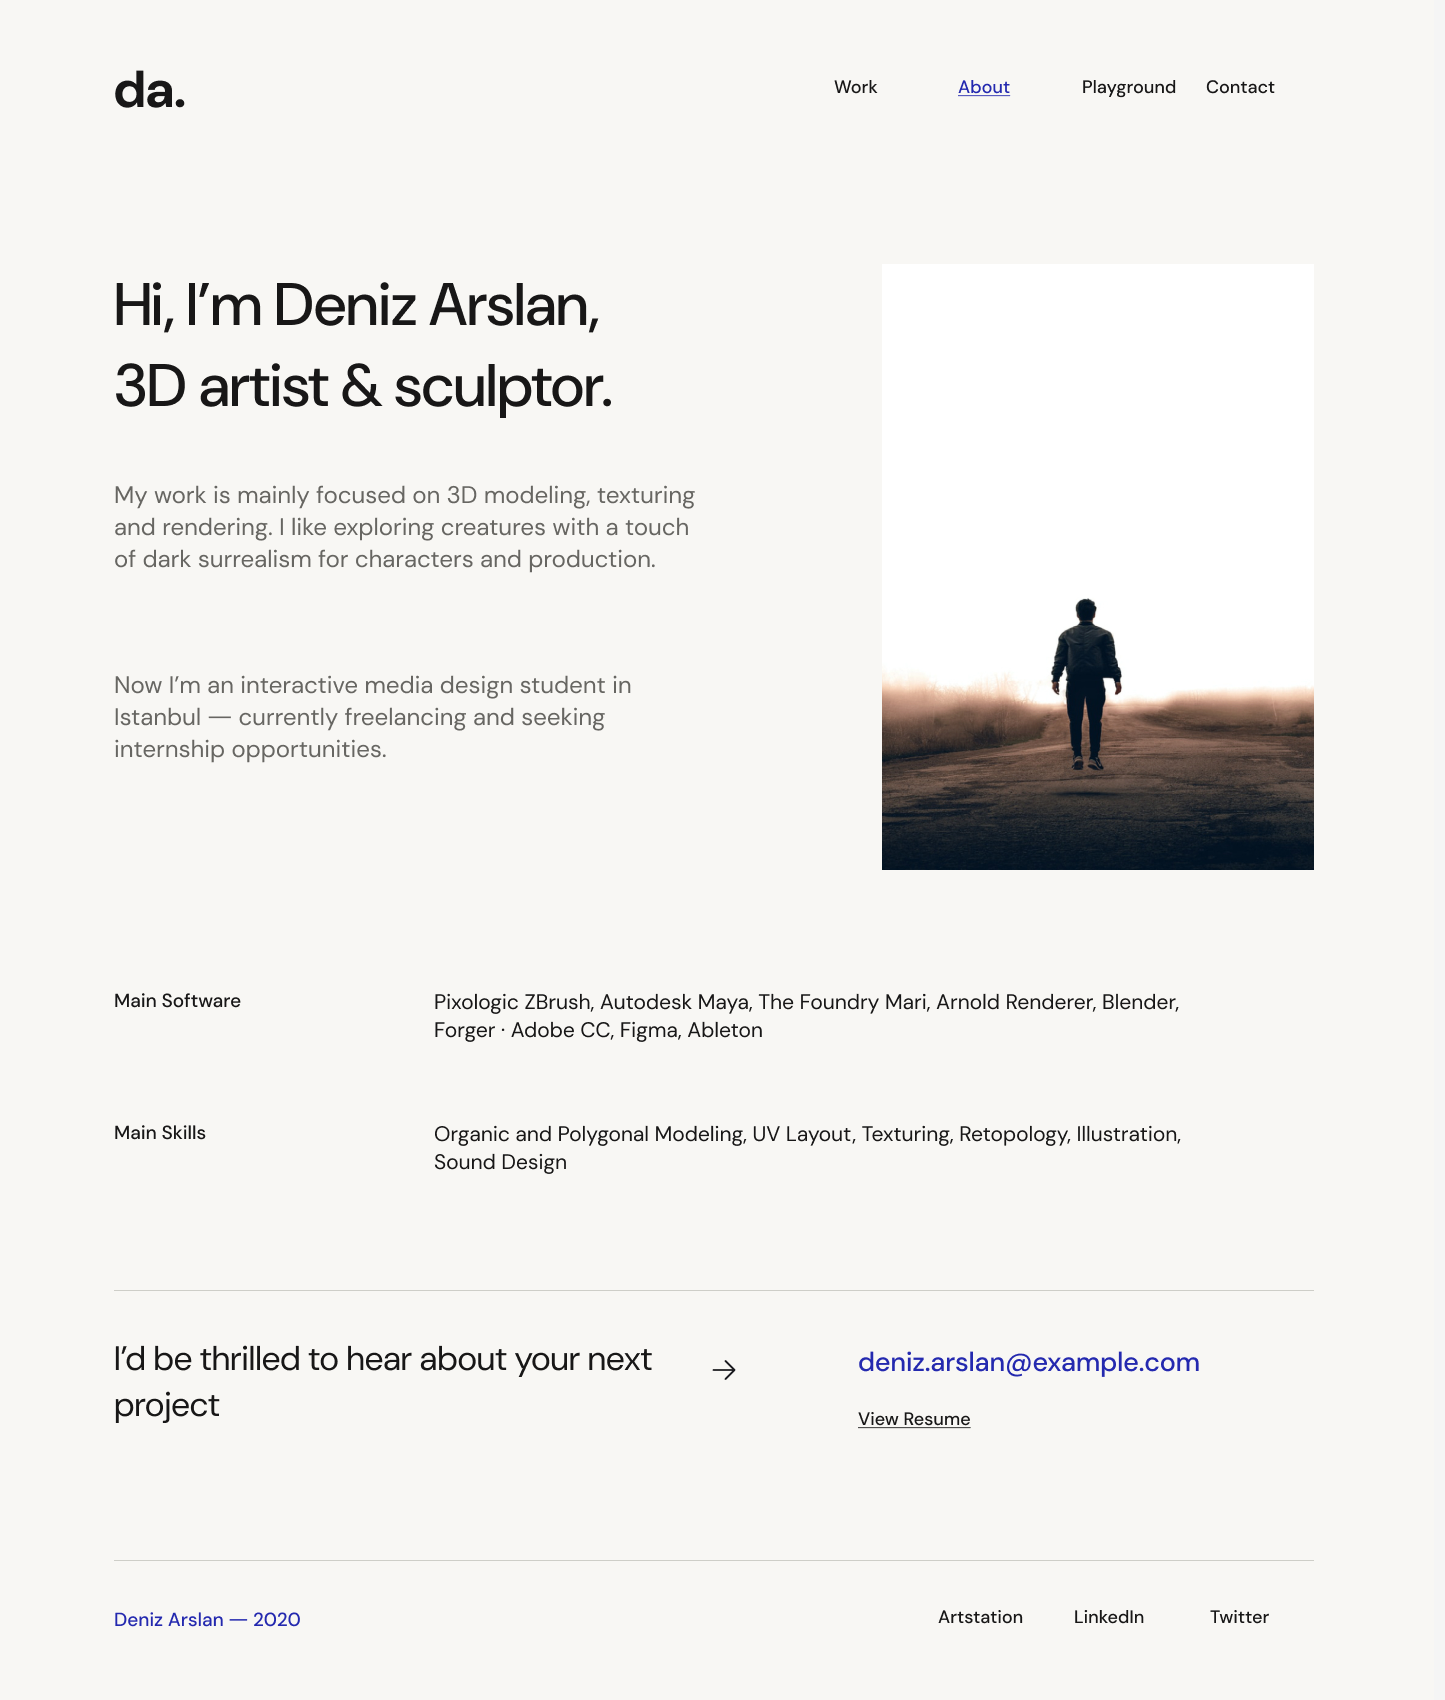 da.
Work About Playground Contact
Hi, I’m Deniz Arslan,
3D artist & sculptor.
My work is mainly focused on 3D modeling, texturing
and rendering. I like exploring creatures with a touch
of dark surrealism for characters and production.
Now I’m an interactive media design student in
Istanbul — currently freelancing and seeking
internship opportunities.
Main Software
Pixologic ZBrush, Autodesk Maya, The Foundry Mari, Arnold Renderer, Blender,
Forger · Adobe CC, Figma, Ableton
Main Skills
Organic and Polygonal Modeling, UV Layout, Texturing, Retopology, Illustration,
Sound Design
I’d be thrilled to hear about your next
project
deniz.arslan@example.com
View Resume
Deniz Arslan — 2020
Artstation LinkedIn Twitter